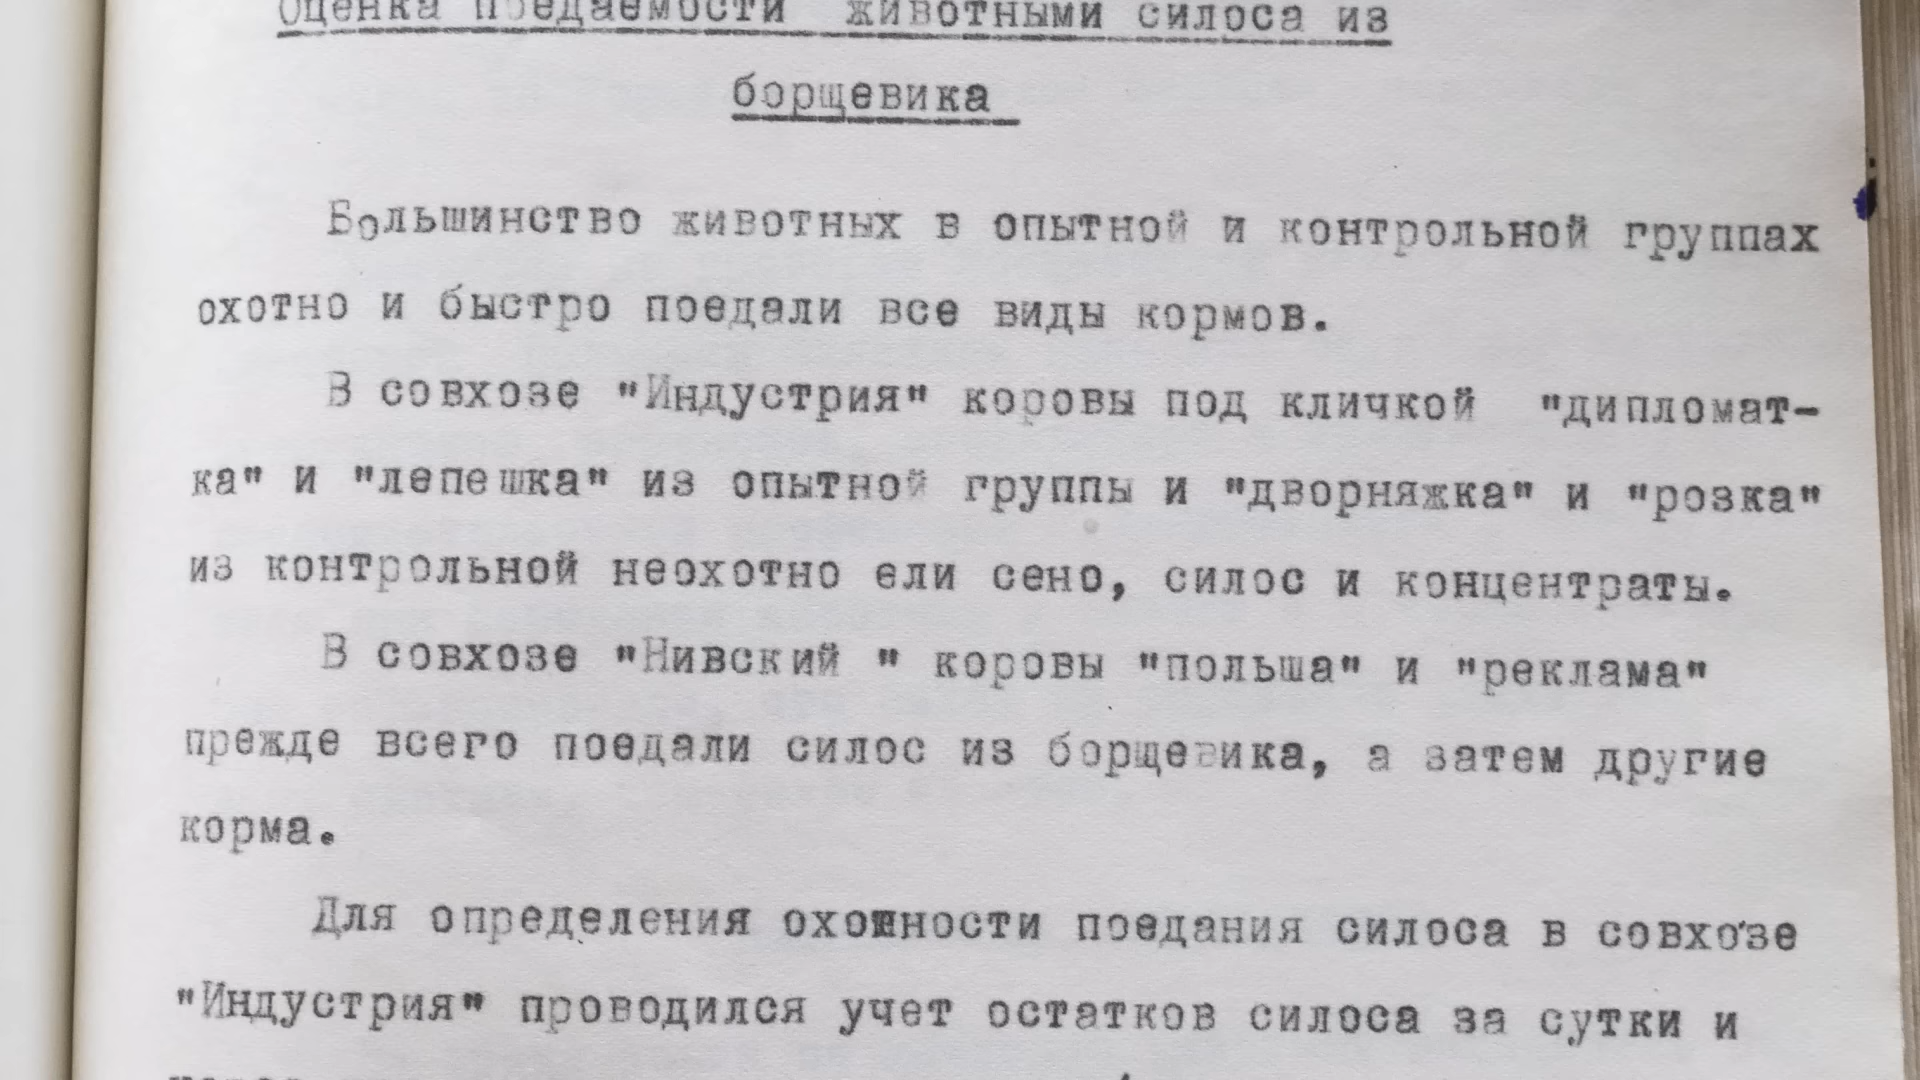 Оценка поедаемости животными силоса из
борщевика
Большинство животных в опытной и контрольной группах
охотно и быстро поедали все виды кормов.
В совхозе "Индустрия" коровы под кличкой "дипломат-
ка" и "лепешка" из опытной группы и "дворняжка" и "розка"
из контрольной неохотно ели сено, силос и концентраты.
В совхозе "Нивский " коровы "польша" и "реклама"
прежде всего поедали силос из борщевика, а затем другие
корма.
Для определения охотности поедания силоса в совхозе
"Индустрия" проводился учет остатков силоса за сутки и